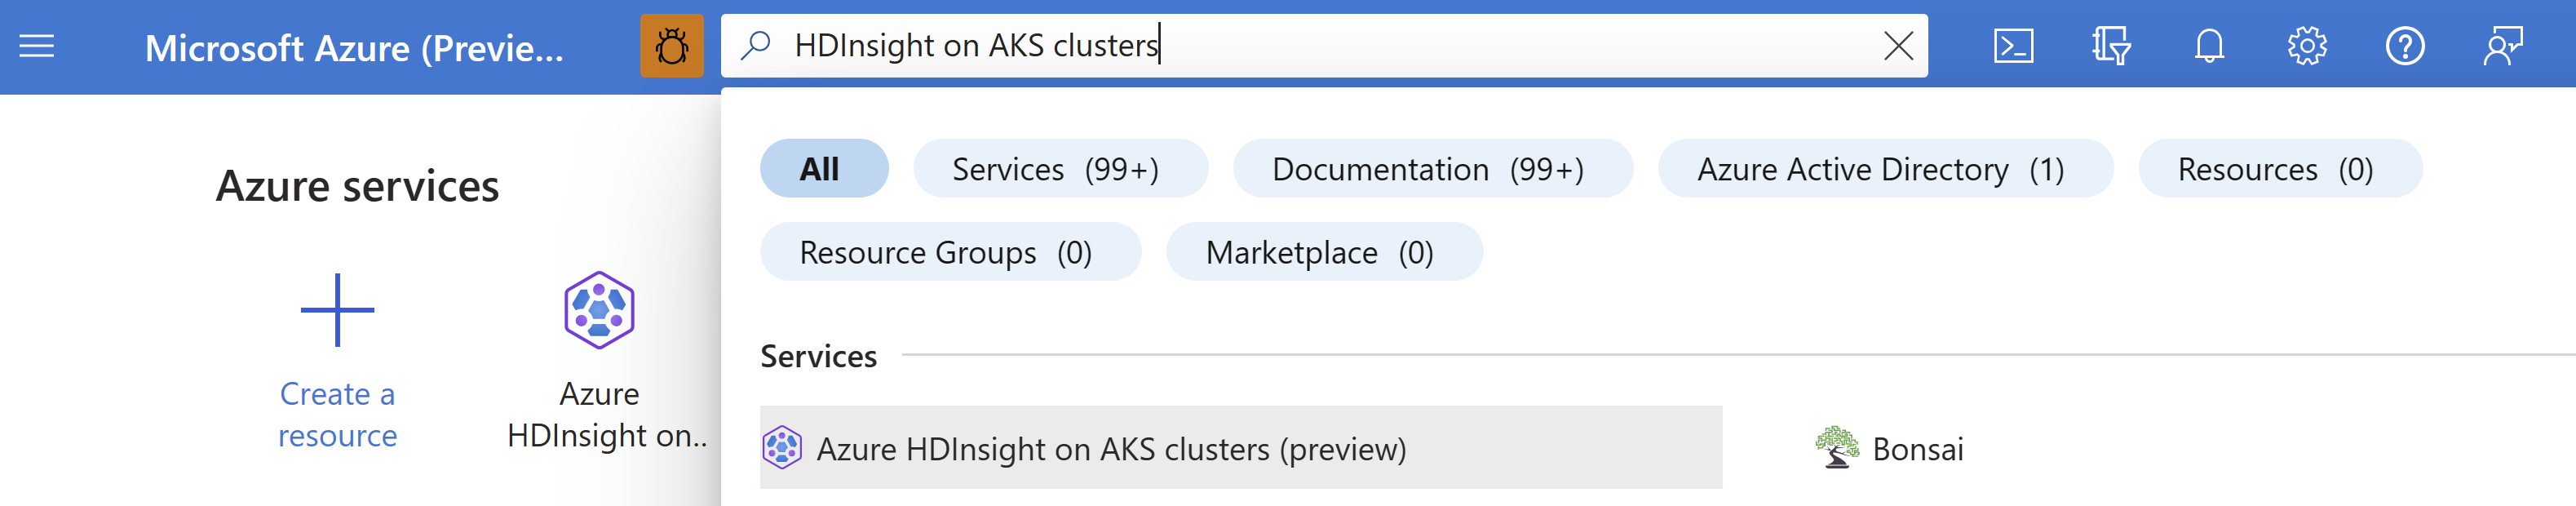 Microsoft Azure (Previe...
HDInsight on AKS clusters
All
Services (99+)
Documentation (99+)
Azure Active Directory (1)
Resources (0)
Resource Groups (0)
Marketplace (0)
Azure services
Create a
resource
Azure
HDInsight on..
Services
Azure HDInsight on AKS clusters (preview)
Bonsai